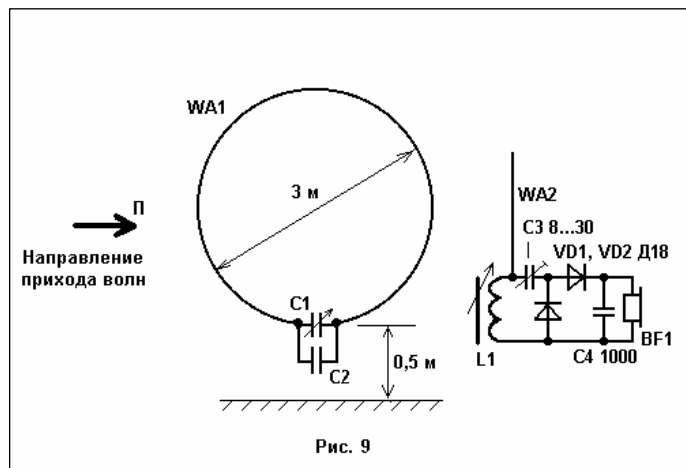 WA1
3 м
П
Направление
прихода волн
C1
C2
0,5 м
WA2
C3 8...30
VD1, VD2 Д18
L1
C4 1000
BF1
Рис. 9